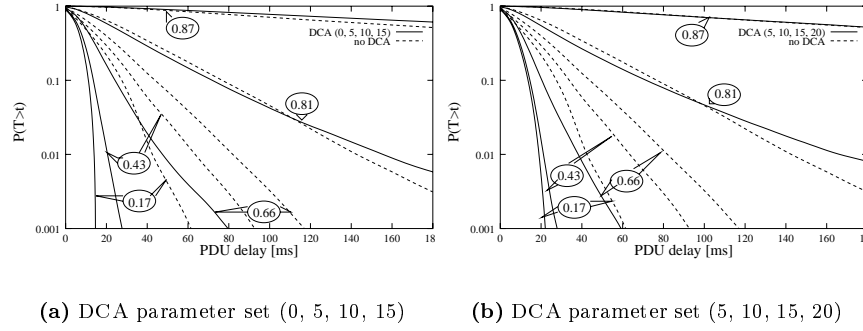 1
0.1
0.01
0.001
0 20 40 60 80 100 120 140 160 180
P(T>t)
PDU delay [ms]
DCA (0, 5, 10, 15)
no DCA
0.87
0.81
0.43
0.17
0.66
(a) DCA parameter set (0, 5, 10, 15)
1
0.1
0.01
0.001
0 20 40 60 80 100 120 140 160 180
P(T>t)
PDU delay [ms]
DCA (5, 10, 15, 20)
no DCA
0.87
0.81
0.43
0.66
0.17
(b) DCA parameter set (5, 10, 15, 20)